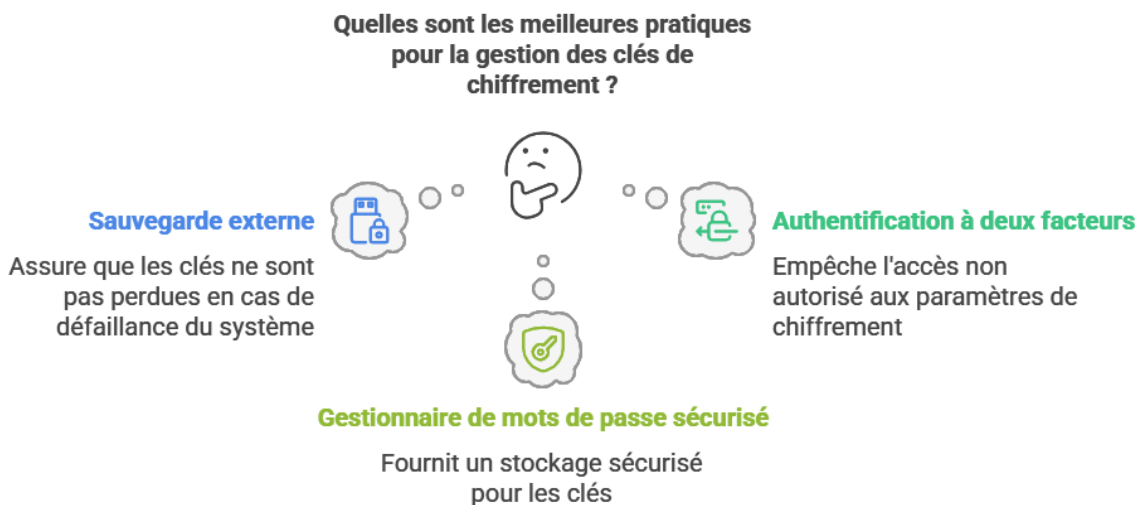 Quelles sont les meilleures pratiques
pour la gestion des clés de
chiffrement ?
Sauvegarde externe
Assure que les clés ne sont
pas perdues en cas de
défaillance du système
Authentification à deux facteurs
Empêche l'accès non
autorisé aux paramètres de
chiffrement
Gestionnaire de mots de passe sécurisé
Fournit un stockage sécurisé
pour les clés